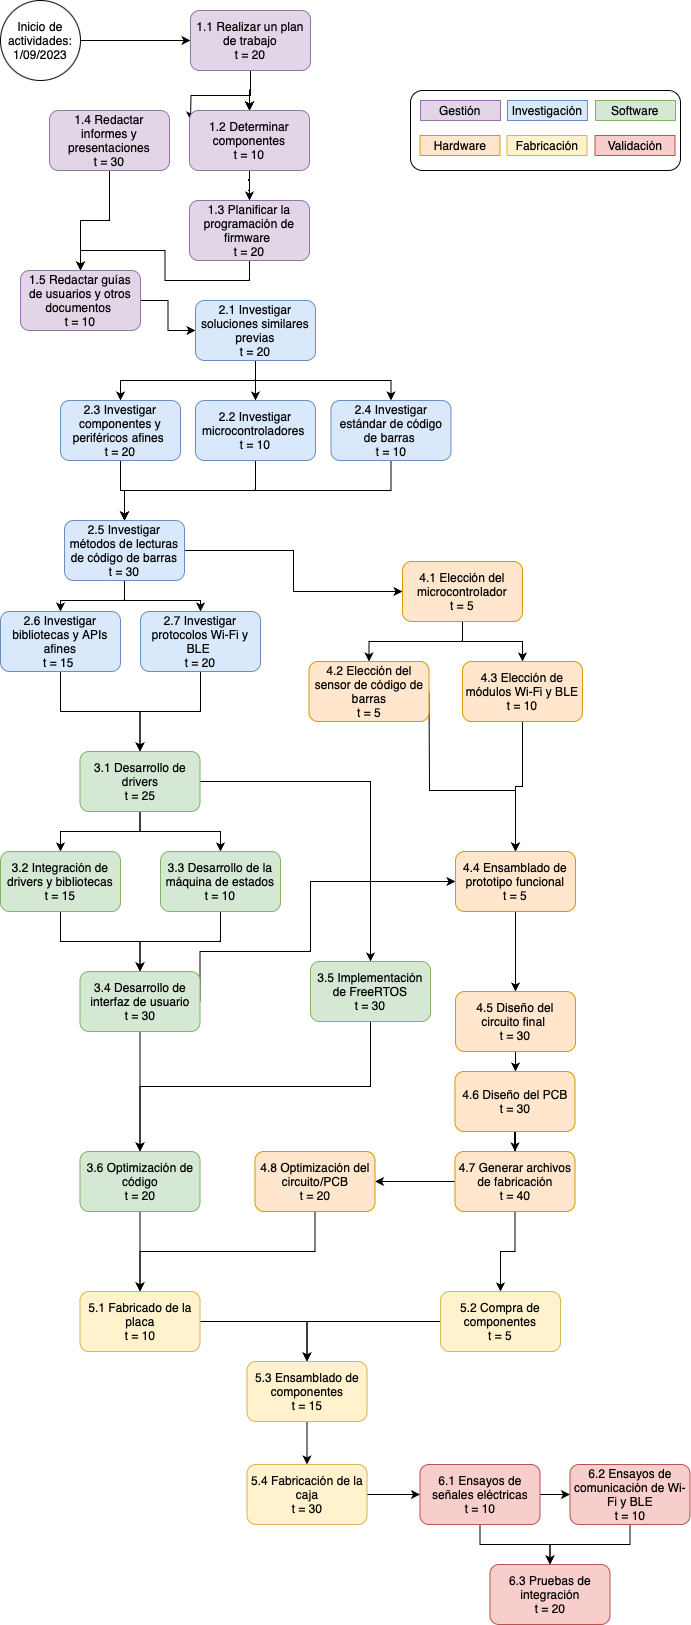 Inicio de
actividades:
1/09/2023
1.1 Realizar un plan
de trabajo
t = 20
Gestión
Investigación
Software
Hardware
Fabricación
Validación
1.4 Redactar
informes y
presentaciones
t = 30
1.2 Determinar
componentes
t = 10
1.3 Planificar la
programación de
firmware
t = 20
1.5 Redactar guías
de usuarios y otros
documentos
t = 10
2.1 Investigar
soluciones similares
previas
t = 20
2.3 Investigar
componentes y
periféricos afines
t = 20
2.2 Investigar
microcontroladores
t = 10
2.4 Investigar
estándar de código
de barras
t = 10
2.5 Investigar
métodos de lecturas
de código de barras
t = 30
4.1 Elección del
microcontrolador
t = 5
2.6 Investigar
bibliotecas y APIs
afines
t = 15
2.7 Investigar
protocolos Wi-Fi y
BLE
t = 20
4.2 Elección del
sensor de código de
barras
t = 5
4.3 Elección de
módulos Wi-Fi y BLE
t = 10
3.1 Desarrollo de
drivers
t = 25
3.2 Integración de
drivers y bibliotecas
t = 15
3.3 Desarrollo de la
máquina de estados
t = 10
4.4 Ensamblado de
prototipo funcional
t = 5
3.4 Desarrollo de
interfaz de usuario
t = 30
3.5 Implementación
de FreeRTOS
t = 30
4.5 Diseño del
circuito final
t = 30
4.6 Diseño del PCB
t = 30
3.6 Optimización de
código
t = 20
4.8 Optimización del
circuito/PCB
t = 20
4.7 Generar archivos
de fabricación
t = 40
5.1 Fabricado de la
placa
t = 10
5.2 Compra de
componentes
t = 5
5.3 Ensamblado de
componentes
t = 15
5.4 Fabricación de la
caja
t = 30
6.1 Ensayos de
señales eléctricas
t = 10
6.2 Ensayos de
comunicación de Wi-
Fi y BLE
t = 10
6.3 Pruebas de
integración
t = 20